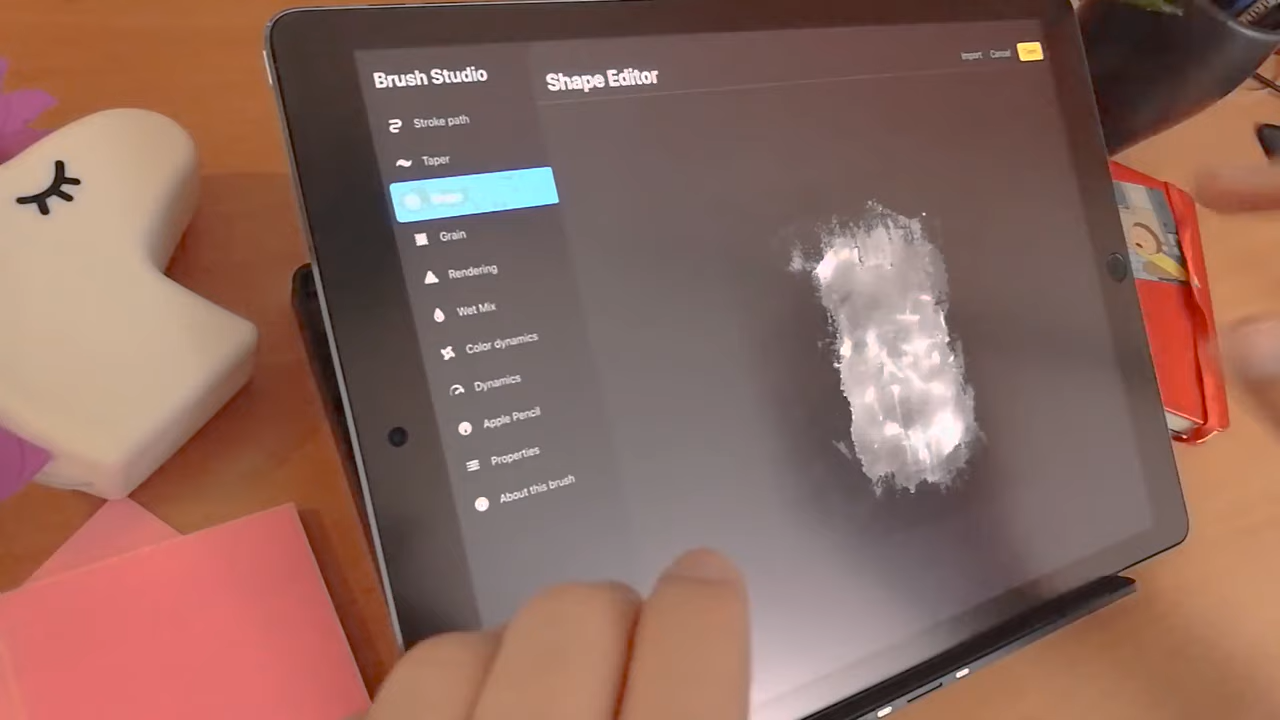 Brush Studio
Shape Editor
Import
Cancel
Stroke path
Taper
Grain
Rendering
Wet Mix
Color dynamics
Dynamics
Apple Pencil
Properties
About this brush